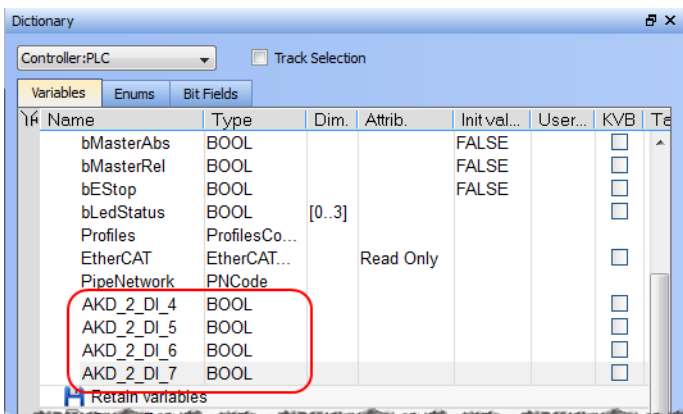 Dictionary
Controller:PLC Track Selection
Variables Enums Bit Fields
Name Type Dim. Attrib. Init val... User... KVB Ta
bMasterAbs BOOL FALSE
bMasterRel BOOL FALSE
bEStop BOOL FALSE
bLedStatus BOOL [0..3]
Profiles ProfilesCo...
EtherCAT EtherCAT... Read Only
PipeNetwork PNCode
AKD_2_DI_4 BOOL
AKD_2_DI_5 BOOL
AKD_2_DI_6 BOOL
AKD_2_DI_7 BOOL
Retain variables